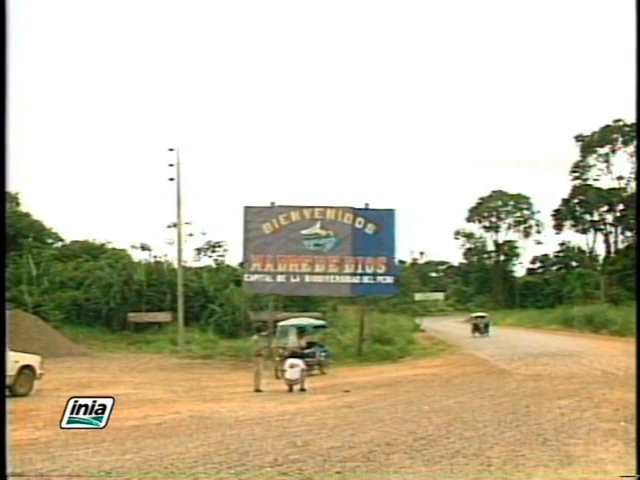 BIENVENIDOS
MADRE DE DIOS
CAPITAL DE LA BIODIVERSIDAD DEL PERU
inia